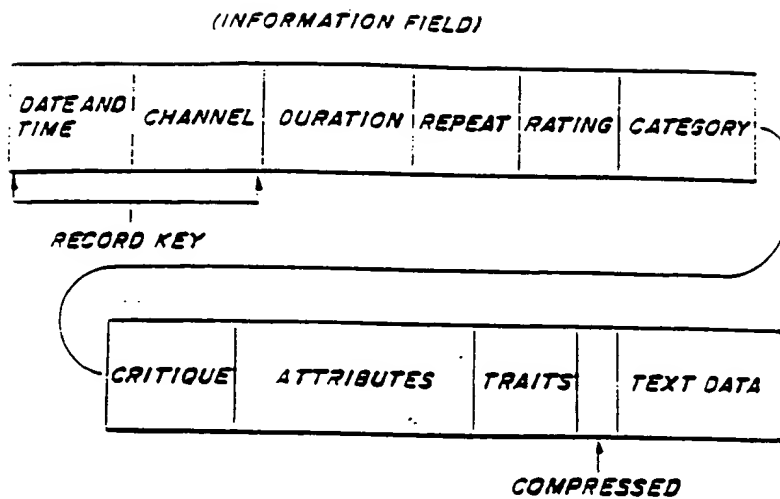 (INFORMATION FIELD)
DATE AND TIME
CHANNEL
DURATION
REPEAT
RATING
CATEGORY
RECORD KEY
CRITIQUE
ATTRIBUTES
TRAITS
TEXT DATA
COMPRESSED